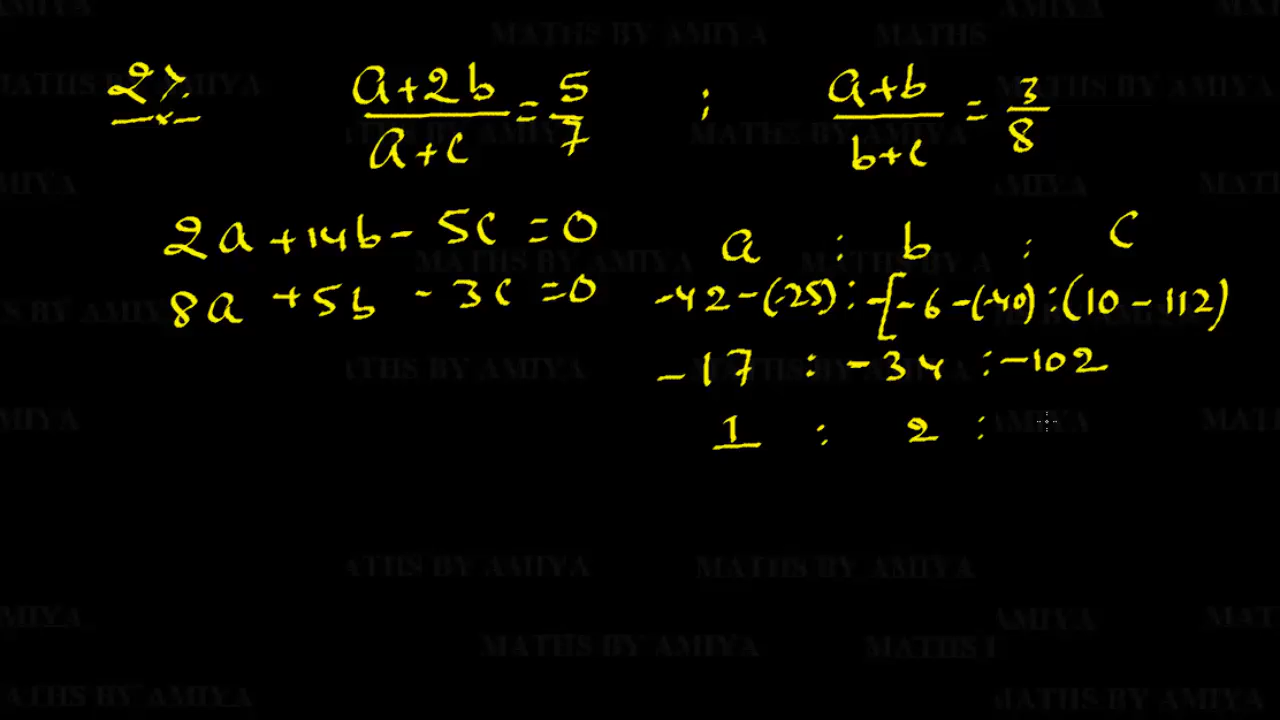 2>. a+2b/a+c = 5/7 ; a+b/b+c = 3/8
2a + 14b - 5c = 0
8a + 5b - 3c = 0
a : b : c
-42-(-25) : -[-6-(-40) : (10-112)
-17 : -34 : -102
1 : 2 :
MATHS BY AMIYA